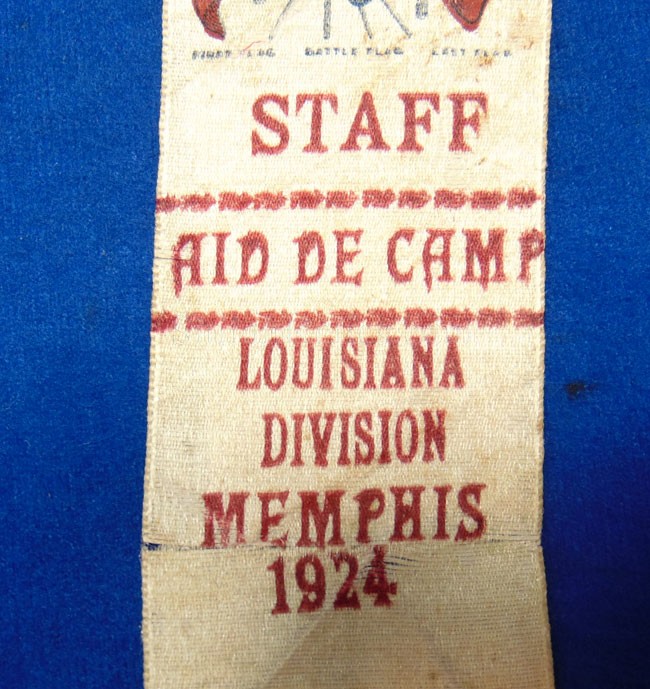 FIRST FLAG BATTLE FLAG LAST FLAG
STAFF
AID DE CAMP
LOUISIANA
DIVISION
MEMPHIS
1924